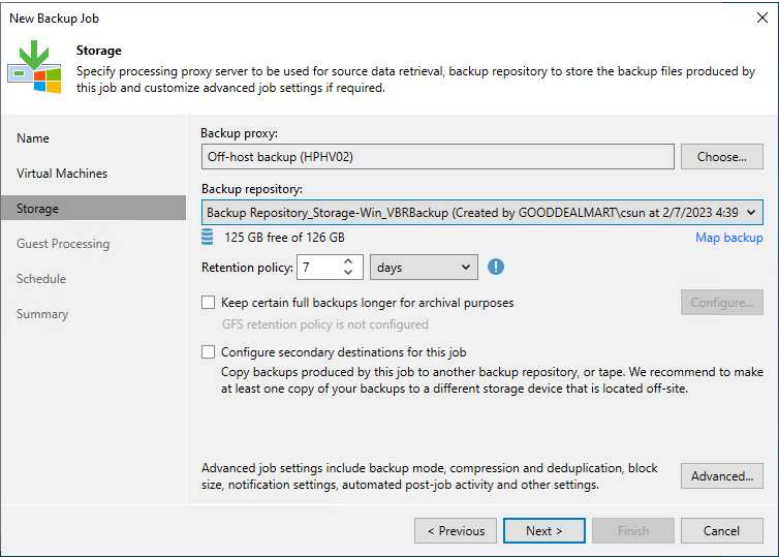 New Backup Job
Storage
Specify processing proxy server to be used for source data retrieval, backup repository to store the backup files produced by
this job and customize advanced job settings if required.
Name
Virtual Machines
Storage
Guest Processing
Schedule
Summary
Backup proxy:
Off-host backup (HPHV02)
Choose...
Backup repository:
Backup Repository_Storage-Win_VBRBackup (Created by GOODDEALMART\csun at 2/7/2023 4:39
125 GB free of 126 GB
Map backup
Retention policy: 7 days
Keep certain full backups longer for archival purposes
Configure...
GFS retention policy is not configured
Configure secondary destinations for this job
Copy backups produced by this job to another backup repository, or tape. We recommend to make
at least one copy of your backups to a different storage device that is located off-site.
Advanced job settings include backup mode, compression and deduplication, block
size, notification settings, automated post-job activity and other settings.
Advanced...
< Previous
Next >
Finish
Cancel